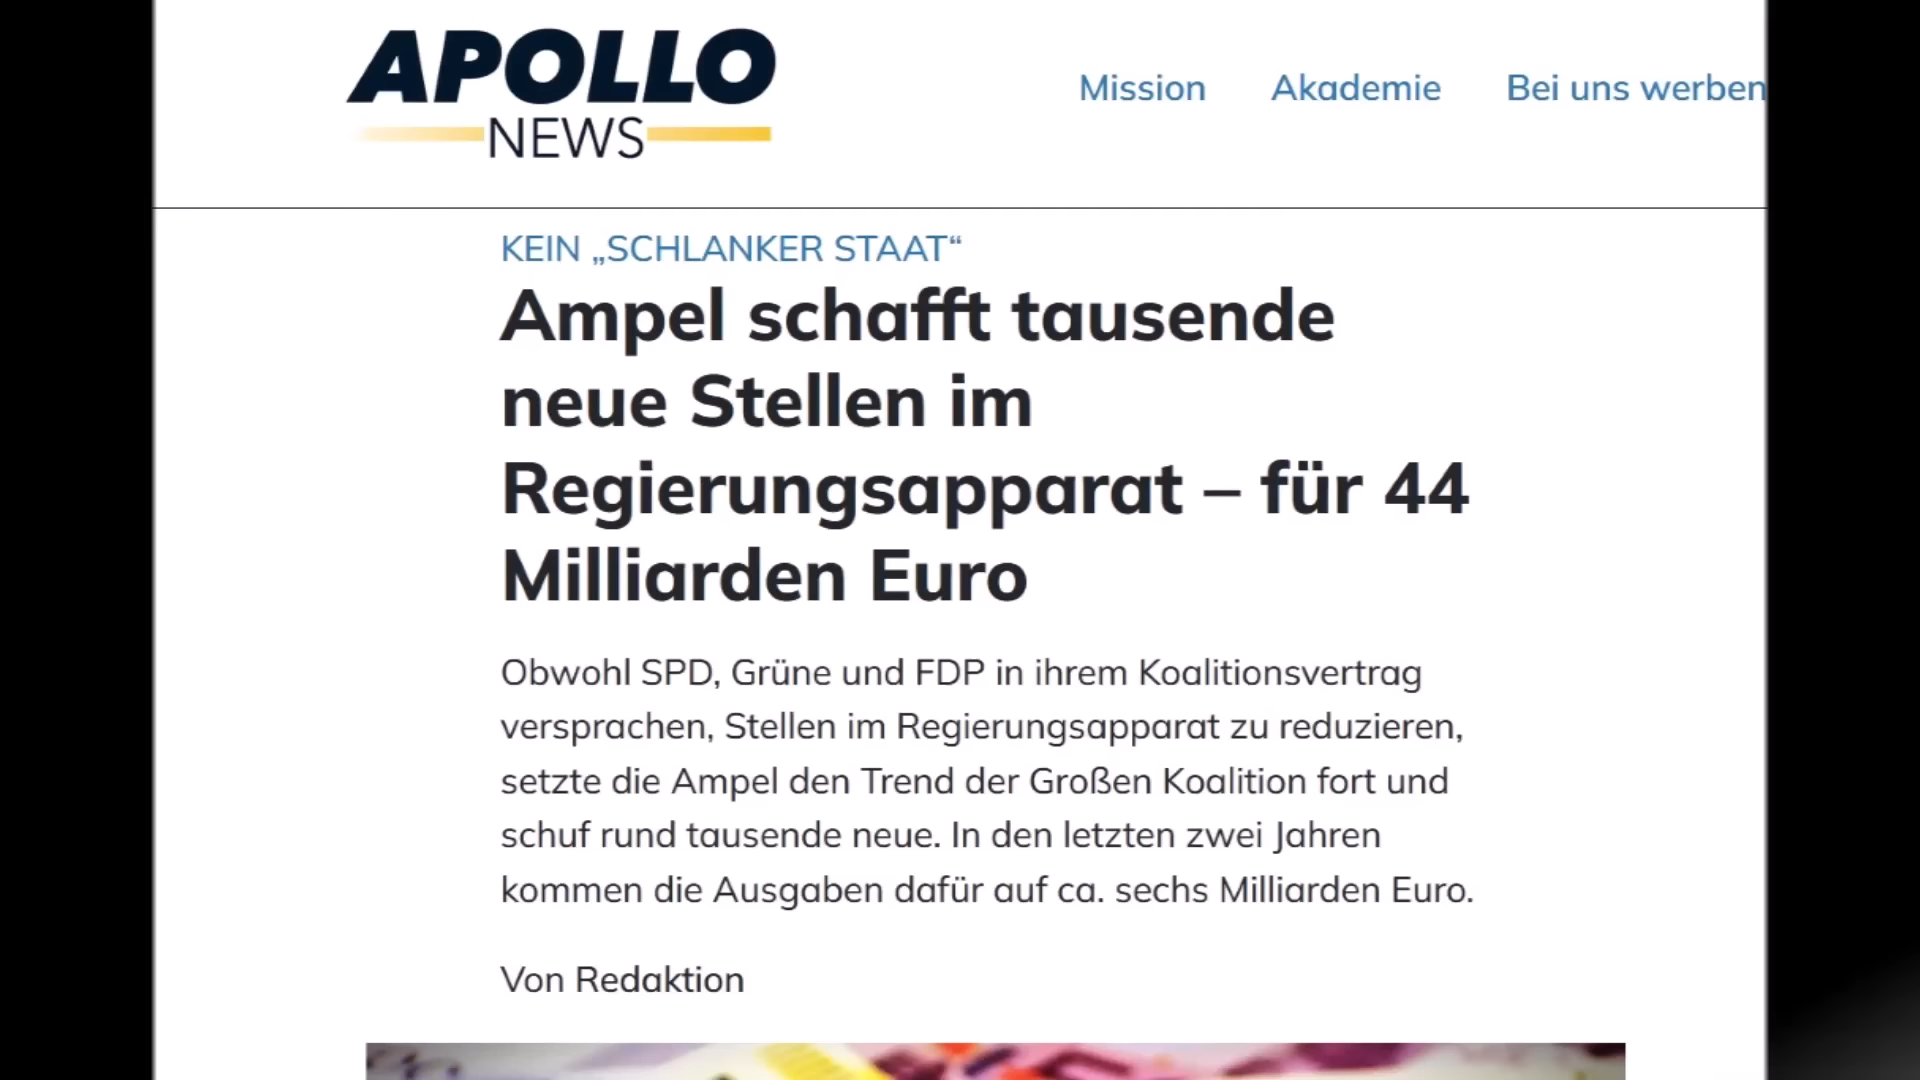 APOLLO
NEWS
Mission
Akademie
Bei uns werben
KEIN „SCHLANKER STAAT“
Ampel schafft tausende
neue Stellen im
Regierungsapparat – für 44
Milliarden Euro
Obwohl SPD, Grüne und FDP in ihrem Koalitionsvertrag
versprachen, Stellen im Regierungsapparat zu reduzieren,
setzte die Ampel den Trend der Großen Koalition fort und
schuf rund tausende neue. In den letzten zwei Jahren
kommen die Ausgaben dafür auf ca. sechs Milliarden Euro.
Von Redaktion